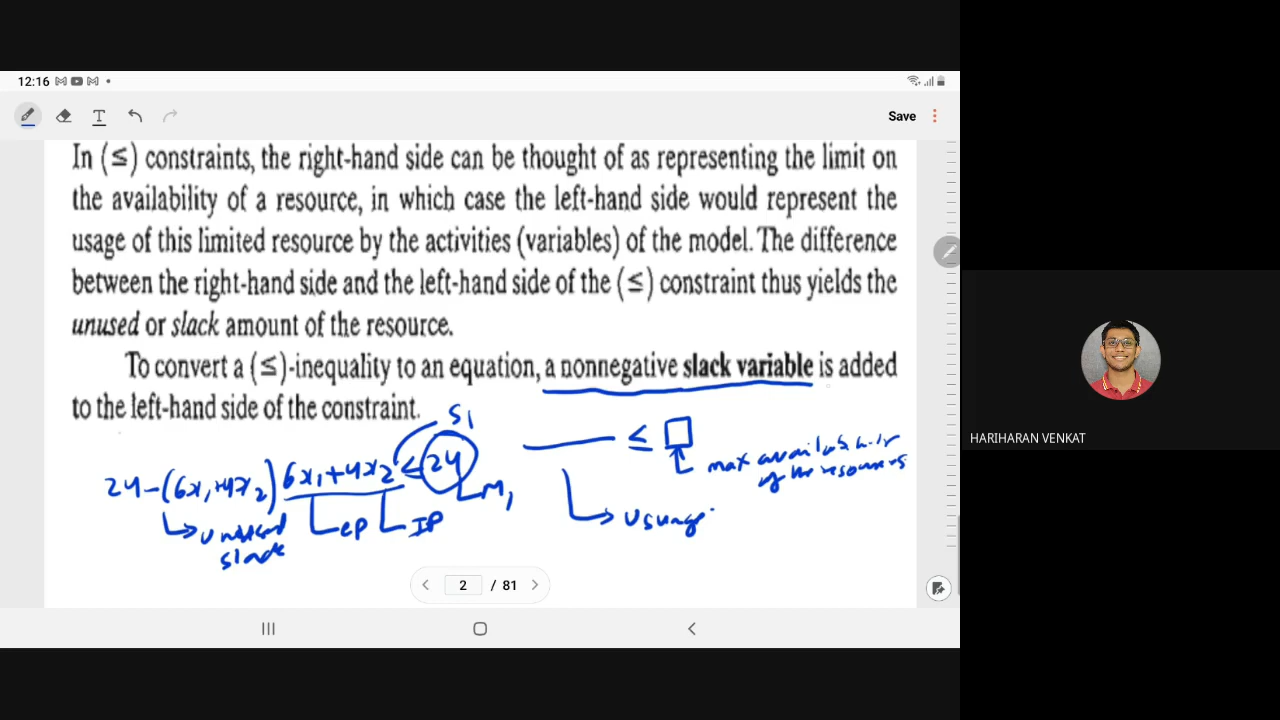 12:16
Save
In (≤) constraints, the right-hand side can be thought of as representing the limit on
the availability of a resource, in which case the left-hand side would represent the
usage of this limited resource by the activities (variables) of the model. The difference
between the right-hand side and the left-hand side of the (≤) constraint thus yields the
unused or slack amount of the resource.
To convert a (≤)-inequality to an equation, a nonnegative slack variable is added
to the left-hand side of the constraint.
S1
≤
24-(6x1+4x2) 6x1+4x2 ≤ 24
max
of the resources
M1
EP IP
unused
slack
2 / 81
HARIHARAN VENKAT